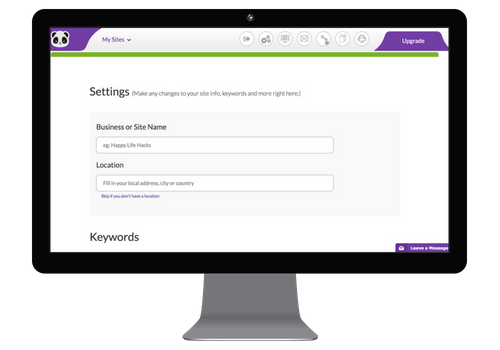 My Sites
Upgrade
Settings (Make any changes to your site info, keywords and more right here.)
Business or Site Name
eg. Happy Life Hacks
Location
Fill in your local address, city or country
Skip if you don't have a location
Keywords
Leave a Message